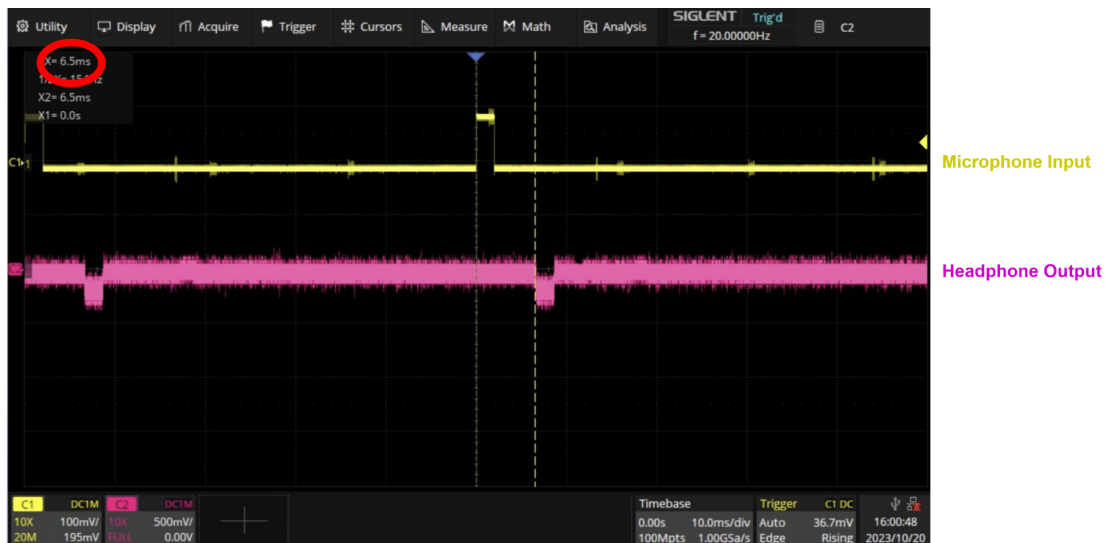 Utility Display Acquire Trigger Cursors Measure Math Analysis SIGLENT Trig'd C2
f = 20.00000Hz
X= 6.5ms
X2= 6.5ms
X1= 0.0s
C1 1
Microphone Input
Headphone Output
C1 DC1M C2 DC1M Timebase Trigger C1 DC
10X 100mV/ 10X 500mV/ 0.00s 10.0ms/div Auto 36.7mV 16:00:48
20M 195mV FULL 0.00V 100Mpts 1.00GSa/s Edge Rising 2023/10/20